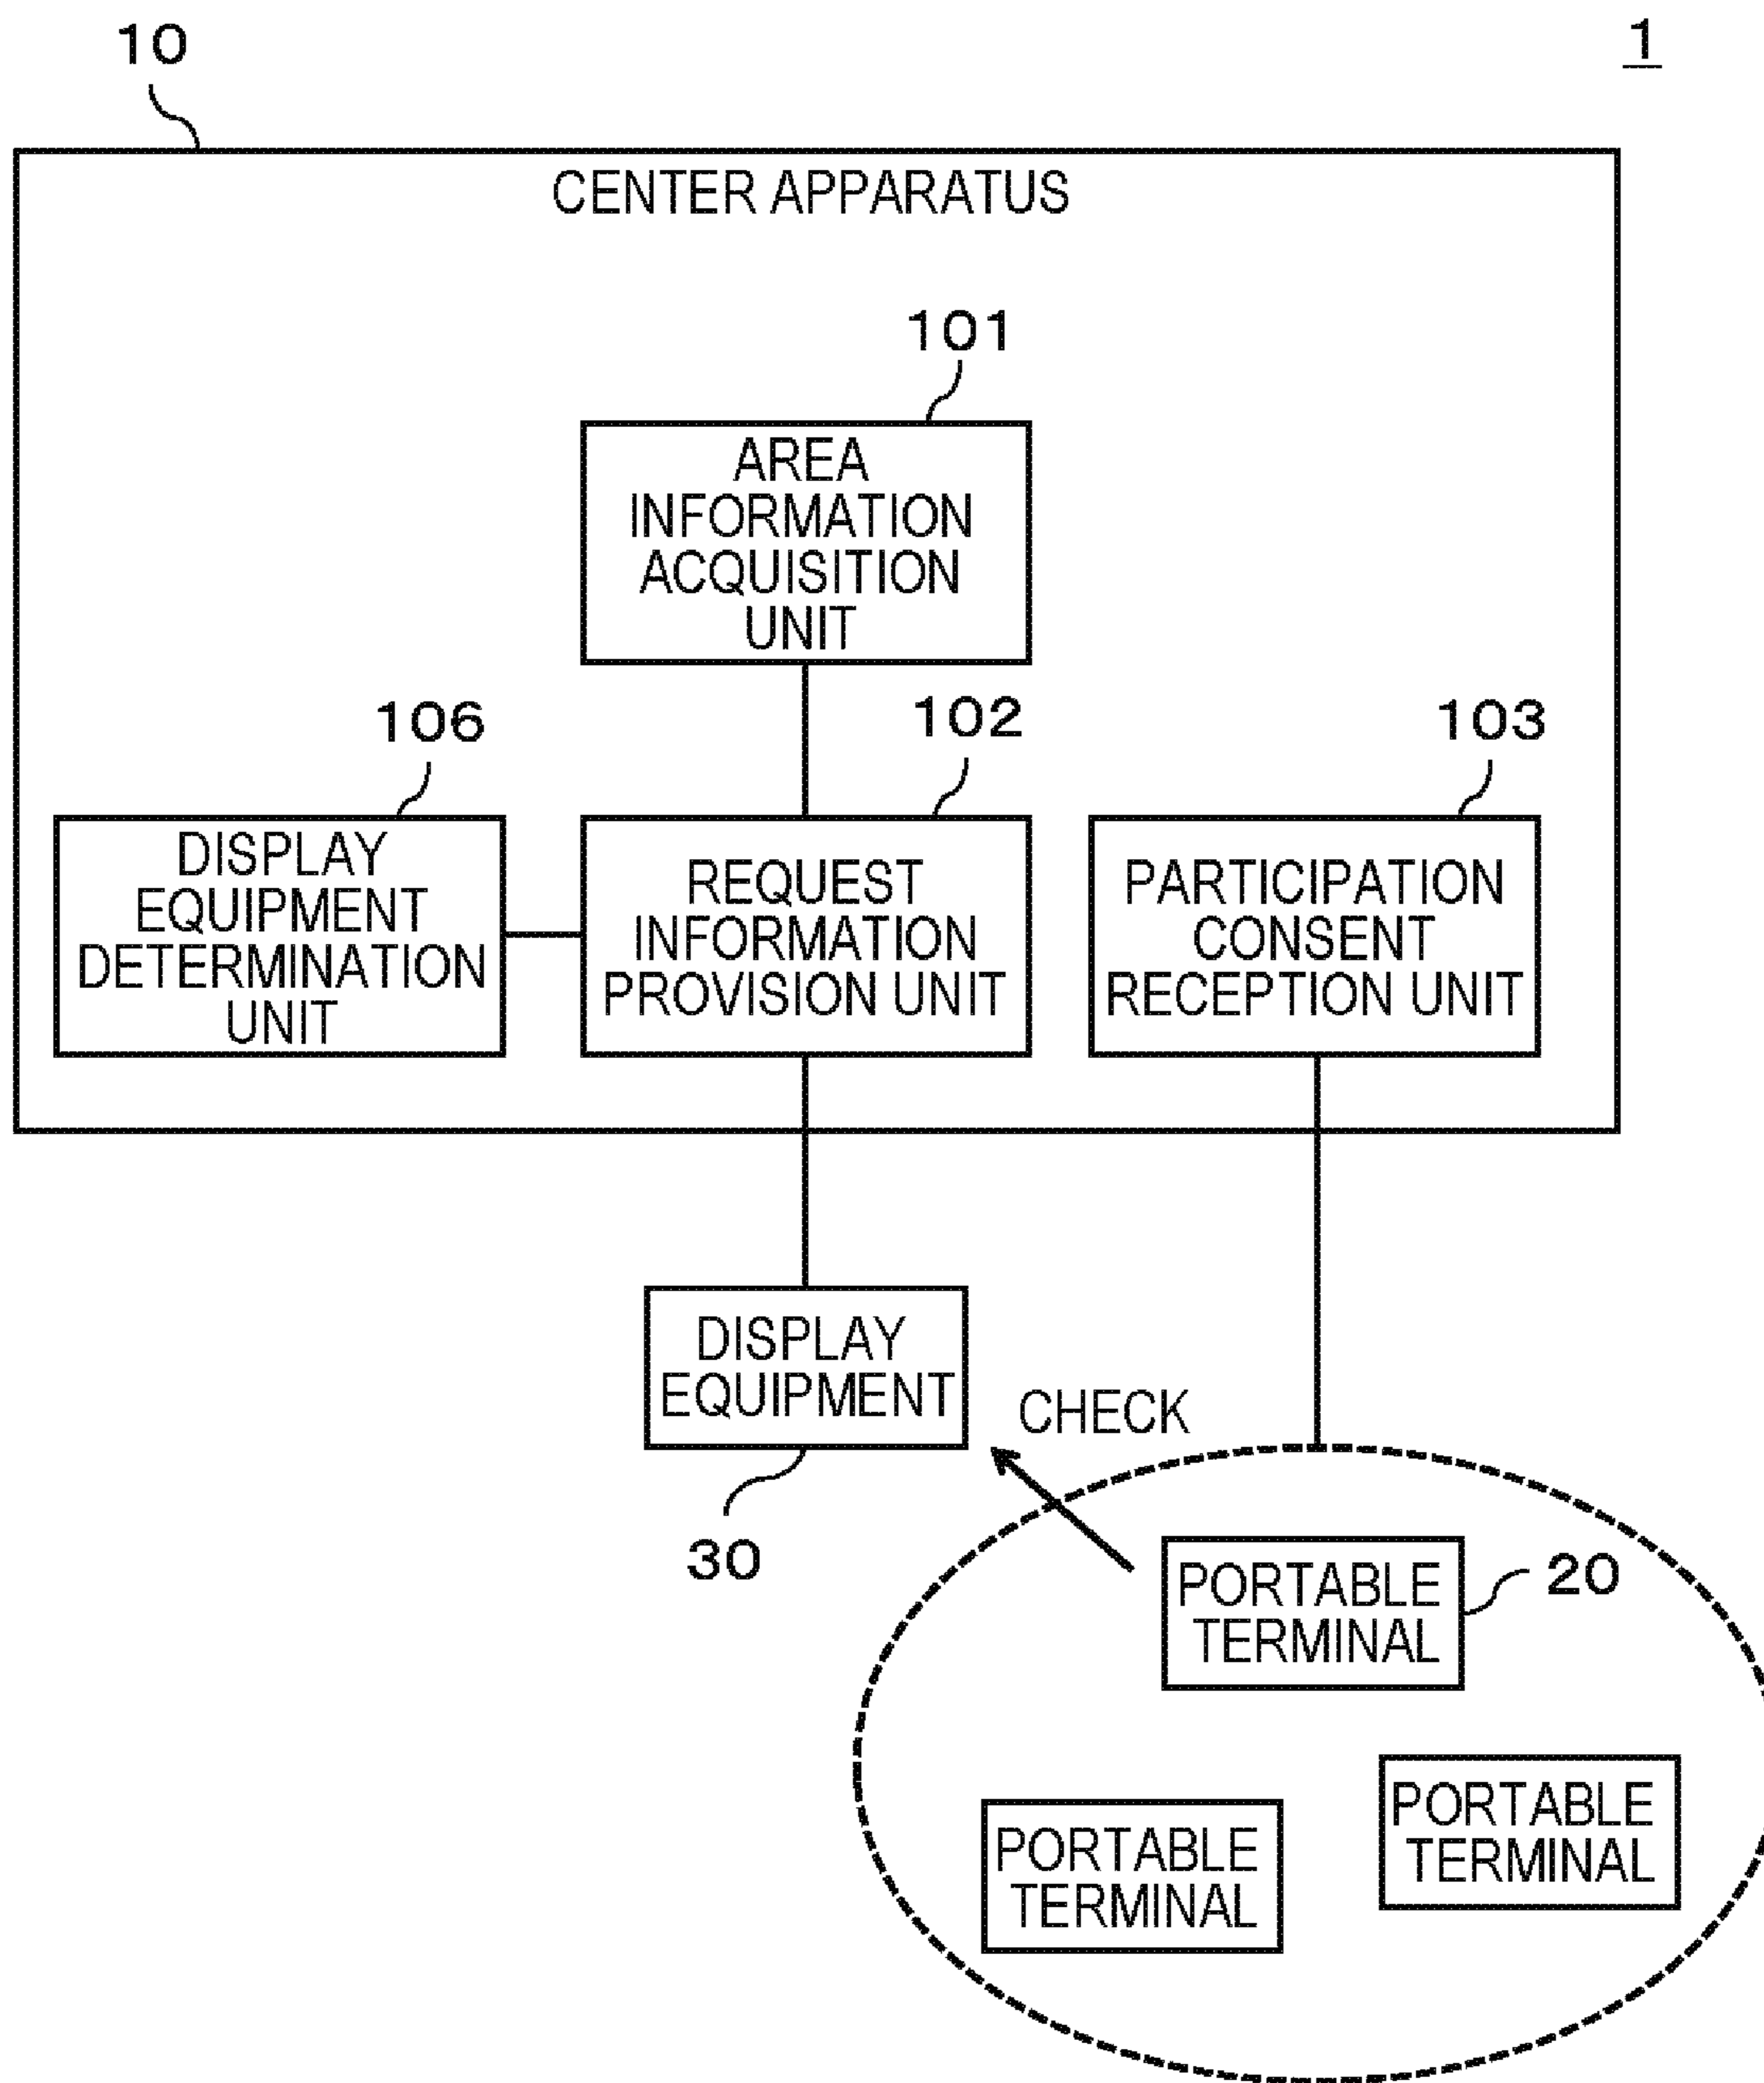 10
1
CENTER APPARATUS
101
AREA
INFORMATION
ACQUISITION
UNIT
106
DISPLAY
EQUIPMENT
DETERMINATION
UNIT
102
REQUEST
INFORMATION
PROVISION UNIT
103
PARTICIPATION
CONSENT
RECEPTION UNIT
DISPLAY
EQUIPMENT
30
CHECK
PORTABLE
TERMINAL
20
PORTABLE
TERMINAL
PORTABLE
TERMINAL